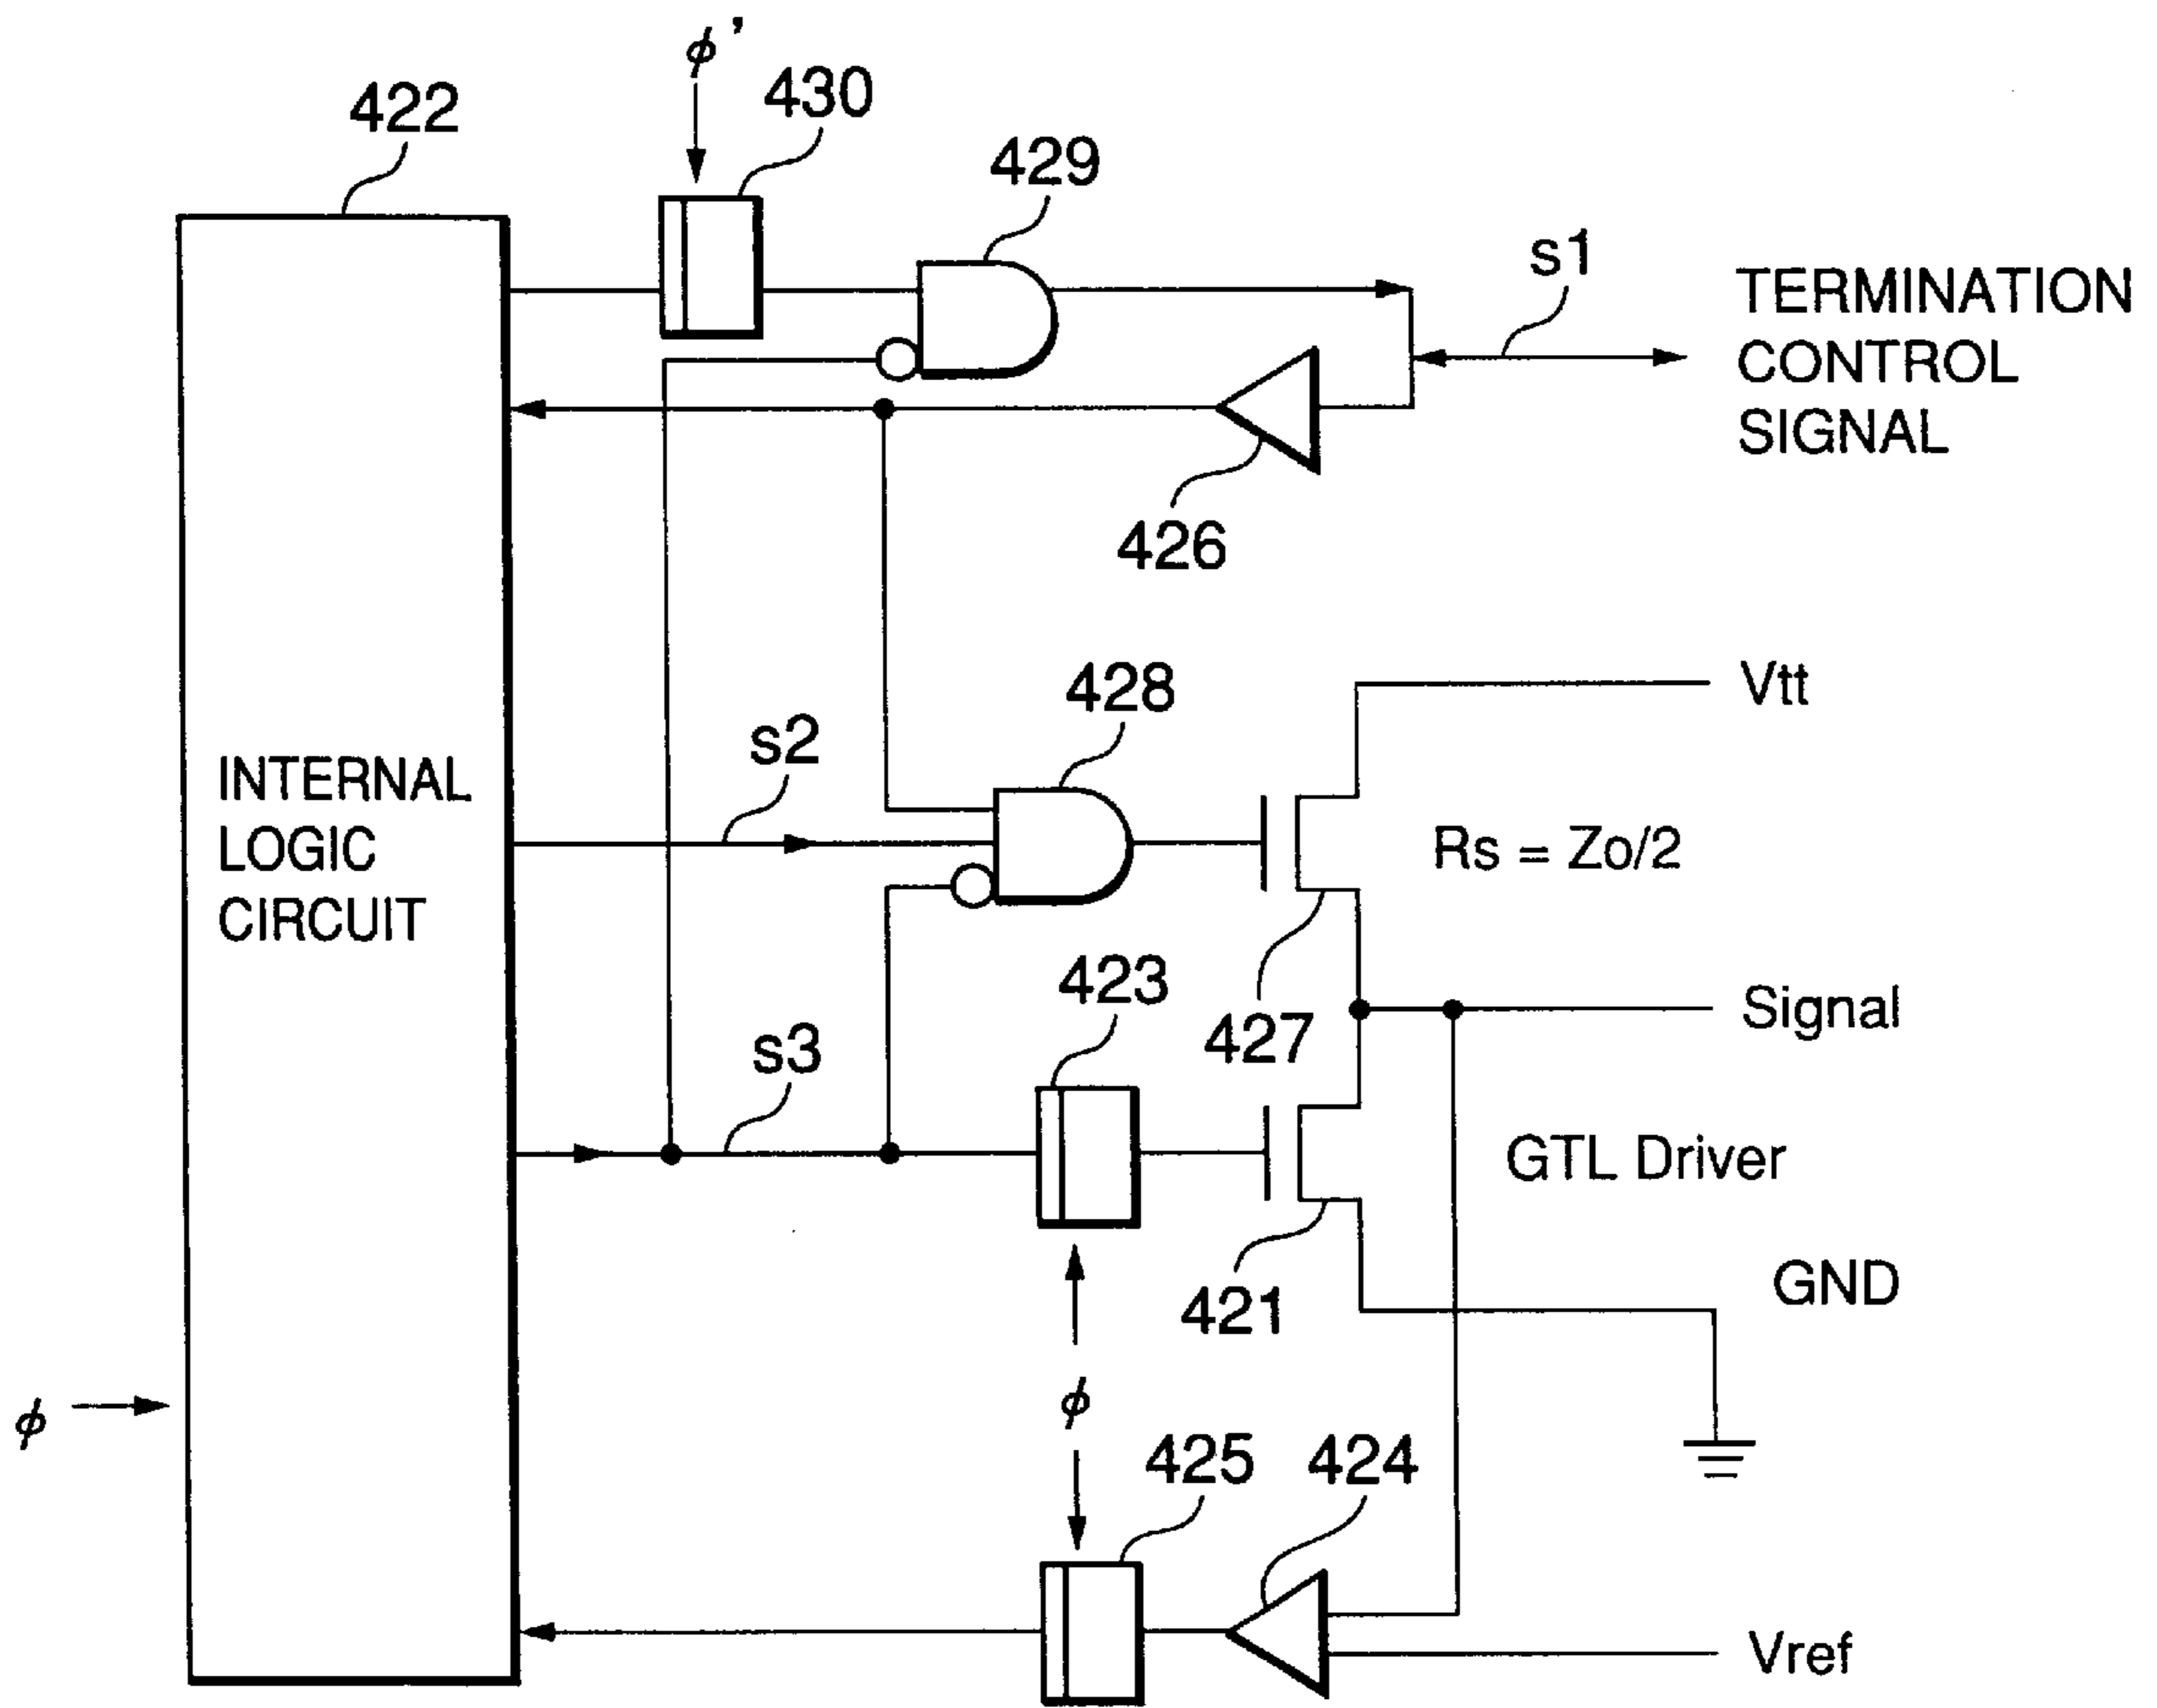 ϕ'
430
422
429
s1
TERMINATION
CONTROL
SIGNAL
426
Vtt
428
s2
INTERNAL
LOGIC
CIRCUIT
Rs = Zo/2
423
427
Signal
s3
GTL Driver
421
GND
ϕ
ϕ
425
424
Vref